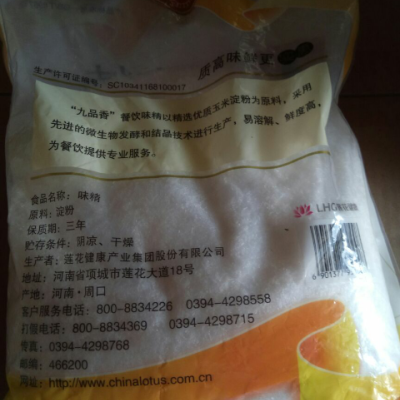 质高味鲜更
生产许可证编号：SC10341168100017
“九品香”餐饮味精以精选优质玉米淀粉为原料，采用
先进的微生物发酵和结晶技术进行生产，易溶解、鲜度高，
为餐饮提供专业服务。
食品名称：味精
原料：淀粉
保质期：三年
贮存条件：阴凉、干燥
生产者：莲花健康产业集团股份有限公司
地址：河南省项城市莲花大道18号
产地：河南·周口
客户服务电话：800-8834226 0394-4298558
打假电话：800-8834369 0394-4298715
传真：0394-4298768
邮编：466200
网址：http://www.chinalotus.com.cn
LHG